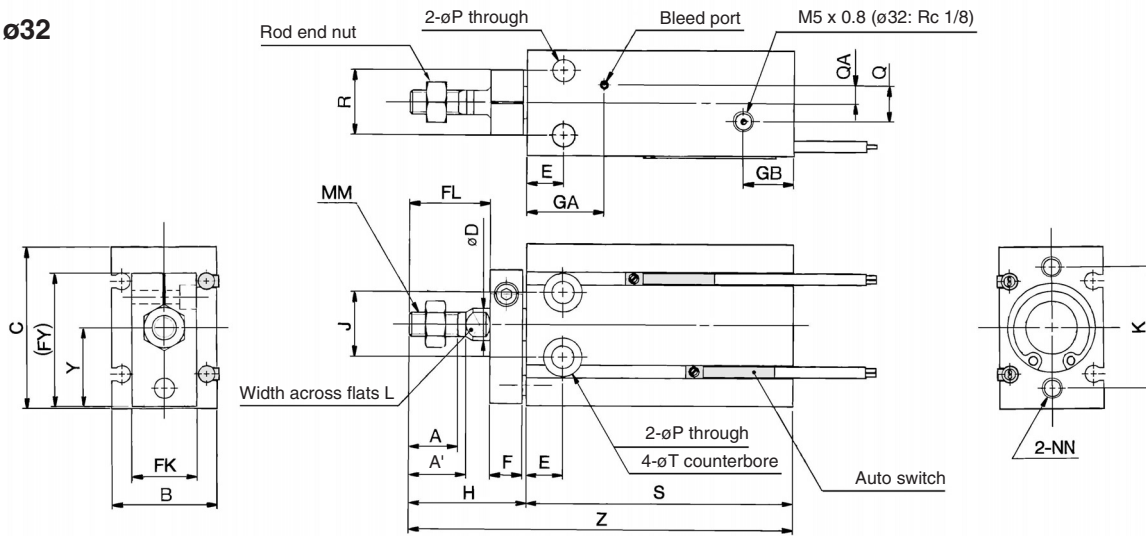 ø32
2-øP through
Bleed port
M5 x 0.8 (ø32: Rc 1/8)
Rod end nut
R
QA
Q
E
GA
GB
MM
FL
øD
C
(FY)
Y
J
K
Width across flats L
2-øP through
4-øT counterbore
Auto switch
2-NN
A
A'
F
E
FK
B
H
S
Z